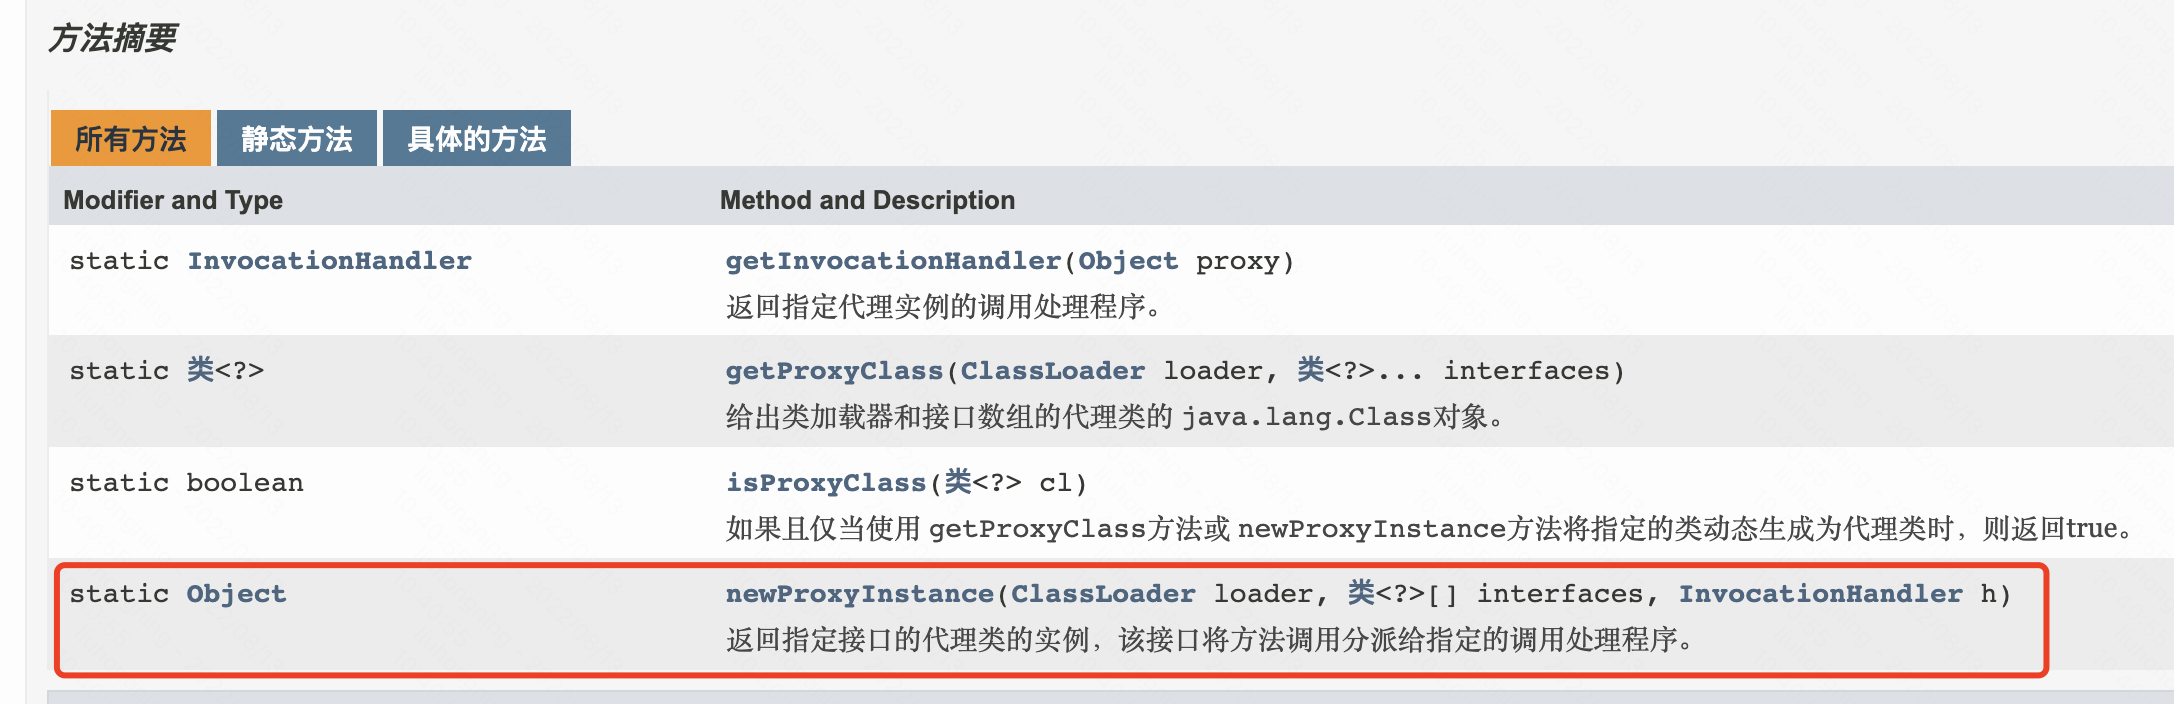 方法摘要
所有方法 静态方法 具体的方法
Modifier and Type Method and Description
static InvocationHandler getInvocationHandler(Object proxy)
返回指定代理实例的调用处理程序。
static 类<?> getProxyClass(ClassLoader loader, 类<?>... interfaces)
给出类加载器和接口数组的代理类的 java.lang.Class对象。
static boolean isProxyClass(类<?> cl)
如果且仅当使用 getProxyClass方法或 newProxyInstance方法将指定的类动态生成为代理类时，则返回true。
static Object newProxyInstance(ClassLoader loader, 类<?>[] interfaces, InvocationHandler h)
返回指定接口的代理类的实例，该接口将方法调用分派给指定的调用处理程序。